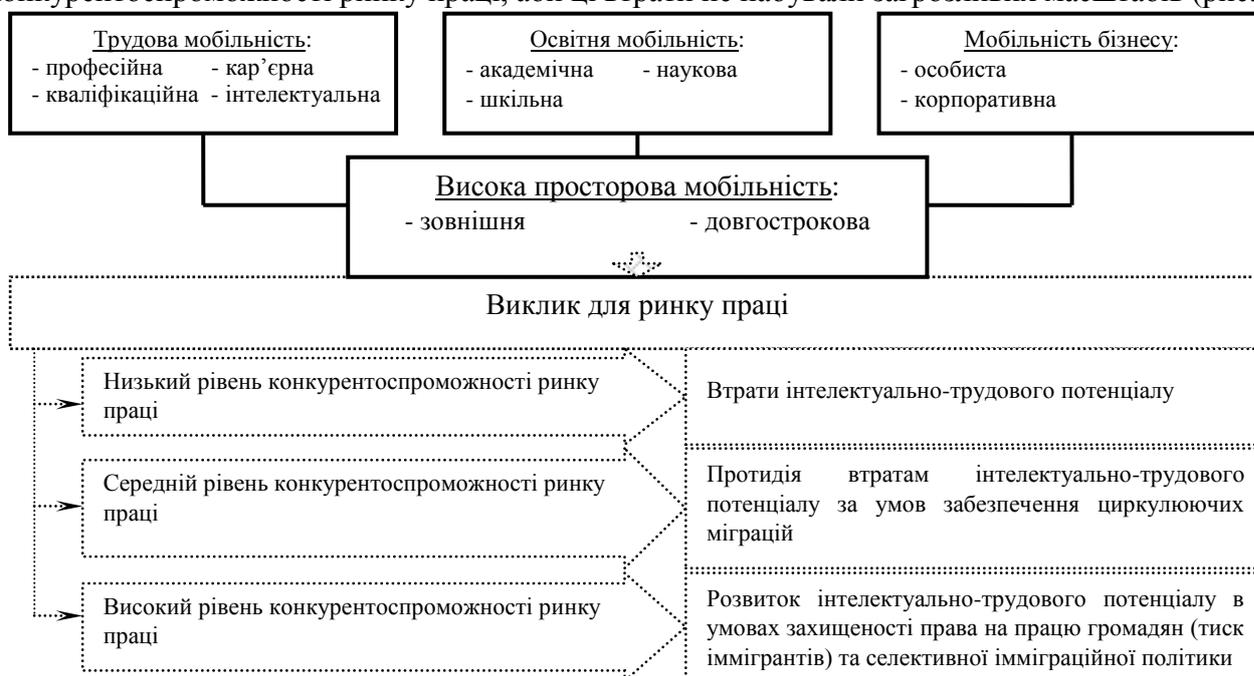 конкурентоспроможності ринку праці, аби ці втрати не набували загрозливих масштабів (рис
Трудова мобільність:
- професійна - кар’єрна
- кваліфікаційна - інтелектуальна
Освітня мобільність:
- академічна - наукова
- шкільна
Мобільність бізнесу:
- особиста
- корпоративна
Висока просторова мобільність:
- зовнішня - довгострокова
Виклик для ринку праці
Низький рівень конкурентоспроможності ринку
праці
Втрати інтелектуально-трудового потенціалу
Середній рівень конкурентоспроможності ринку
праці
Протидія втратам інтелектуально-трудового
потенціалу за умов забезпечення циркулюючих
міграцій
Високий рівень конкурентоспроможності ринку
праці
Розвиток інтелектуально-трудового потенціалу в
умовах захищеності права на працю громадян (тиск
іммігрантів) та селективної імміграційної політики